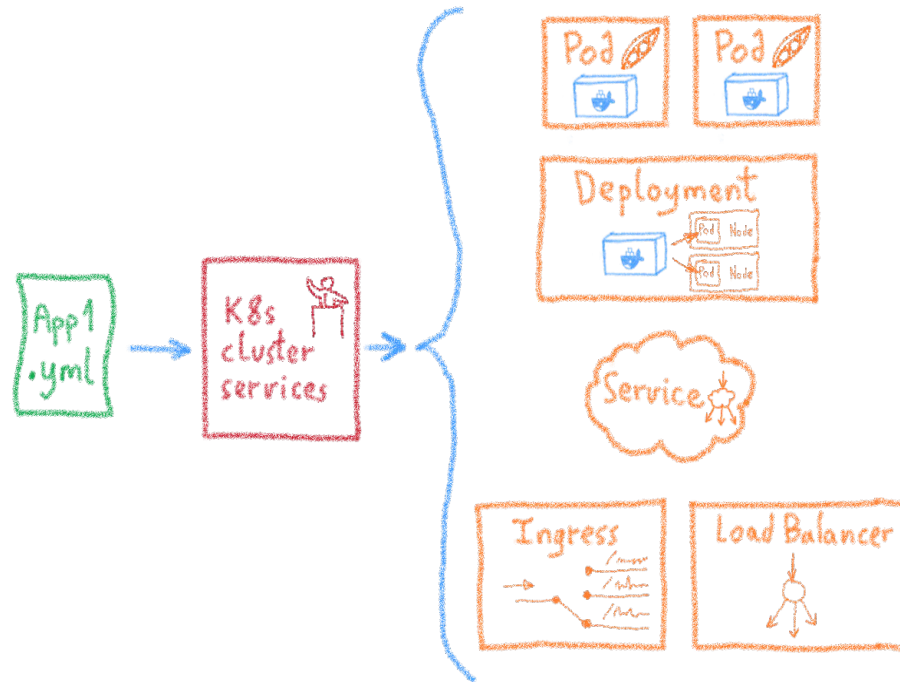 App1
.yml
K8s
cluster
services
Pod
Pod
Deployment
Pod Node
Pod Node
Service
Ingress
Load Balancer